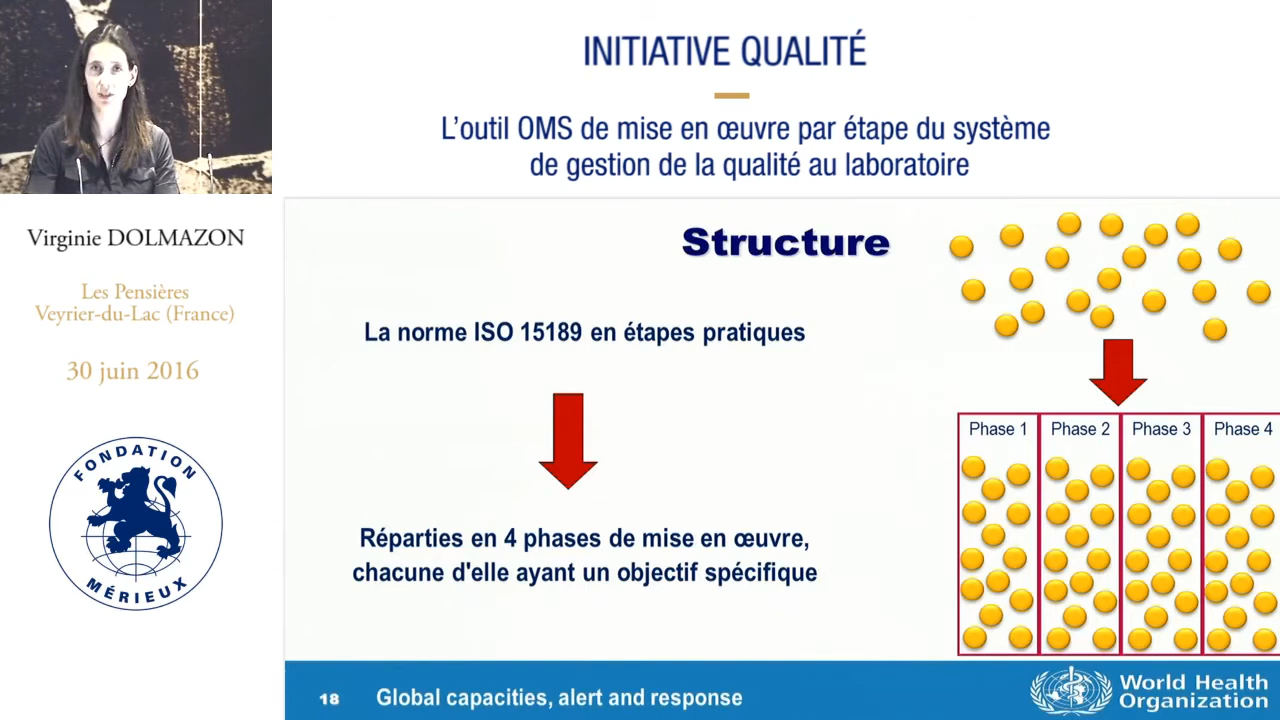 INITIATIVE QUALITÉ
L'outil OMS de mise en œuvre par étape du système
de gestion de la qualité au laboratoire
Virginie DOLMAZON
Les Pensières
Veyrier-du-Lac (France)
30 juin 2016
FONDATION
MÉRIEUX
Structure
La norme ISO 15189 en étapes pratiques
Réparties en 4 phases de mise en œuvre,
chacune d'elle ayant un objectif spécifique
Phase 1
Phase 2
Phase 3
Phase 4
18
Global capacities, alert and response
World Health
Organization